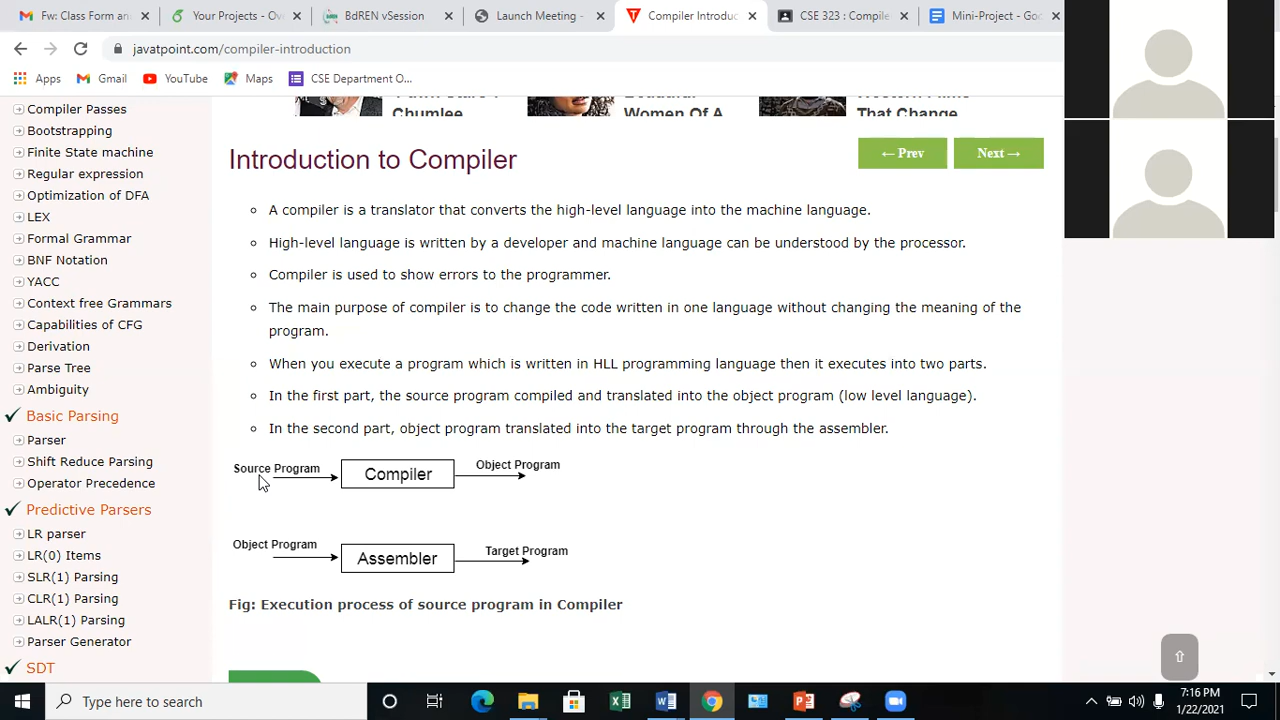 Fw: Class Form an
Your Projects - Ov
BdREN vSession
Launch Meeting -
Compiler Introduc
CSE 323 : Compile
Mini-Project - Goo
javatpoint.com/compiler-introduction
Apps
Gmail
YouTube
Maps
CSE Department O...
Chumlee
Women Of A
That Change
Compiler Passes
Bootstrapping
Finite State machine
Regular expression
Optimization of DFA
LEX
Formal Grammar
BNF Notation
YACC
Context free Grammars
Capabilities of CFG
Derivation
Parse Tree
Ambiguity
Basic Parsing
Parser
Shift Reduce Parsing
Operator Precedence
Predictive Parsers
LR parser
LR(0) Items
SLR(1) Parsing
CLR(1) Parsing
LALR(1) Parsing
Parser Generator
SDT
Introduction to Compiler
← Prev
Next →
A compiler is a translator that converts the high-level language into the machine language.
High-level language is written by a developer and machine language can be understood by the processor.
Compiler is used to show errors to the programmer.
The main purpose of compiler is to change the code written in one language without changing the meaning of the
program.
When you execute a program which is written in HLL programming language then it executes into two parts.
In the first part, the source program compiled and translated into the object program (low level language).
In the second part, object program translated into the target program through the assembler.
Source Program
Compiler
Object Program
Object Program
Assembler
Target Program
Fig: Execution process of source program in Compiler
Type here to search
7:16 PM
1/22/2021